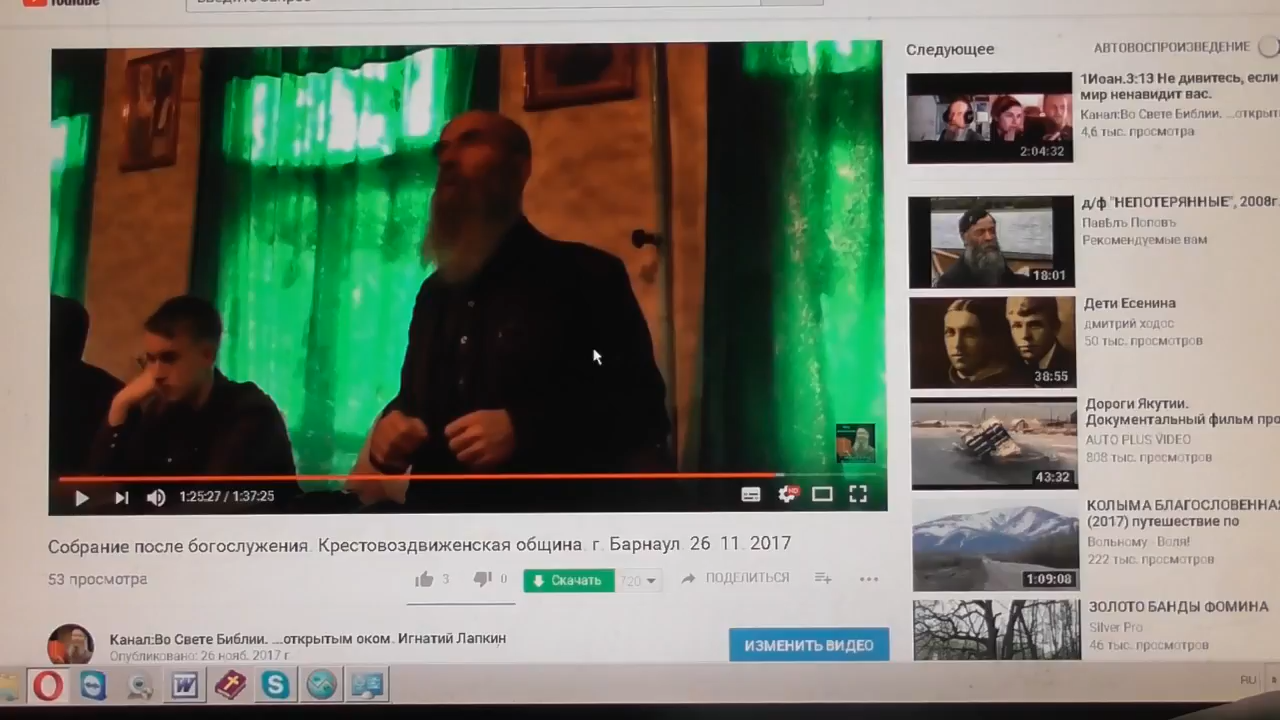 YouTube
Введите запрос
Следующее
АВТОВОСПРОИЗВЕДЕНИЕ
1Иоан.3:13 Не дивитесь, если
мир ненавидит вас.
Канал:Во Свете Библии. ...открыт
4,6 тыс. просмотра
2:04:32
д/ф "НЕПОТЕРЯННЫЕ", 2008г.
ПавѢлъ Поповъ
Рекомендуемые вам
18:01
Дети Есенина
дмитрий ходос
50 тыс. просмотров
38:55
Дороги Якутии.
Документальный фильм про
AUTO PLUS VIDEO
808 тыс. просмотров
43:32
КОЛЫМА БЛАГОСЛОВЕННАЯ
(2017) путешествие по
Вольному - Воля!
222 тыс. просмотров
1:09:08
ЗОЛОТО БАНДЫ ФОМИНА
Silver Pro
46 тыс. просмотров
1:25:27 / 1:37:25
HD
Собрание после богослужения. Крестовоздвиженская община. г. Барнаул. 26. 11. 2017
53 просмотра
3
0
Скачать
720
ПОДЕЛИТЬСЯ
Канал:Во Свете Библии. ...открытым оком. Игнатий Лапкин
Опубликовано: 26 нояб. 2017 г.
ИЗМЕНИТЬ ВИДЕО
RU